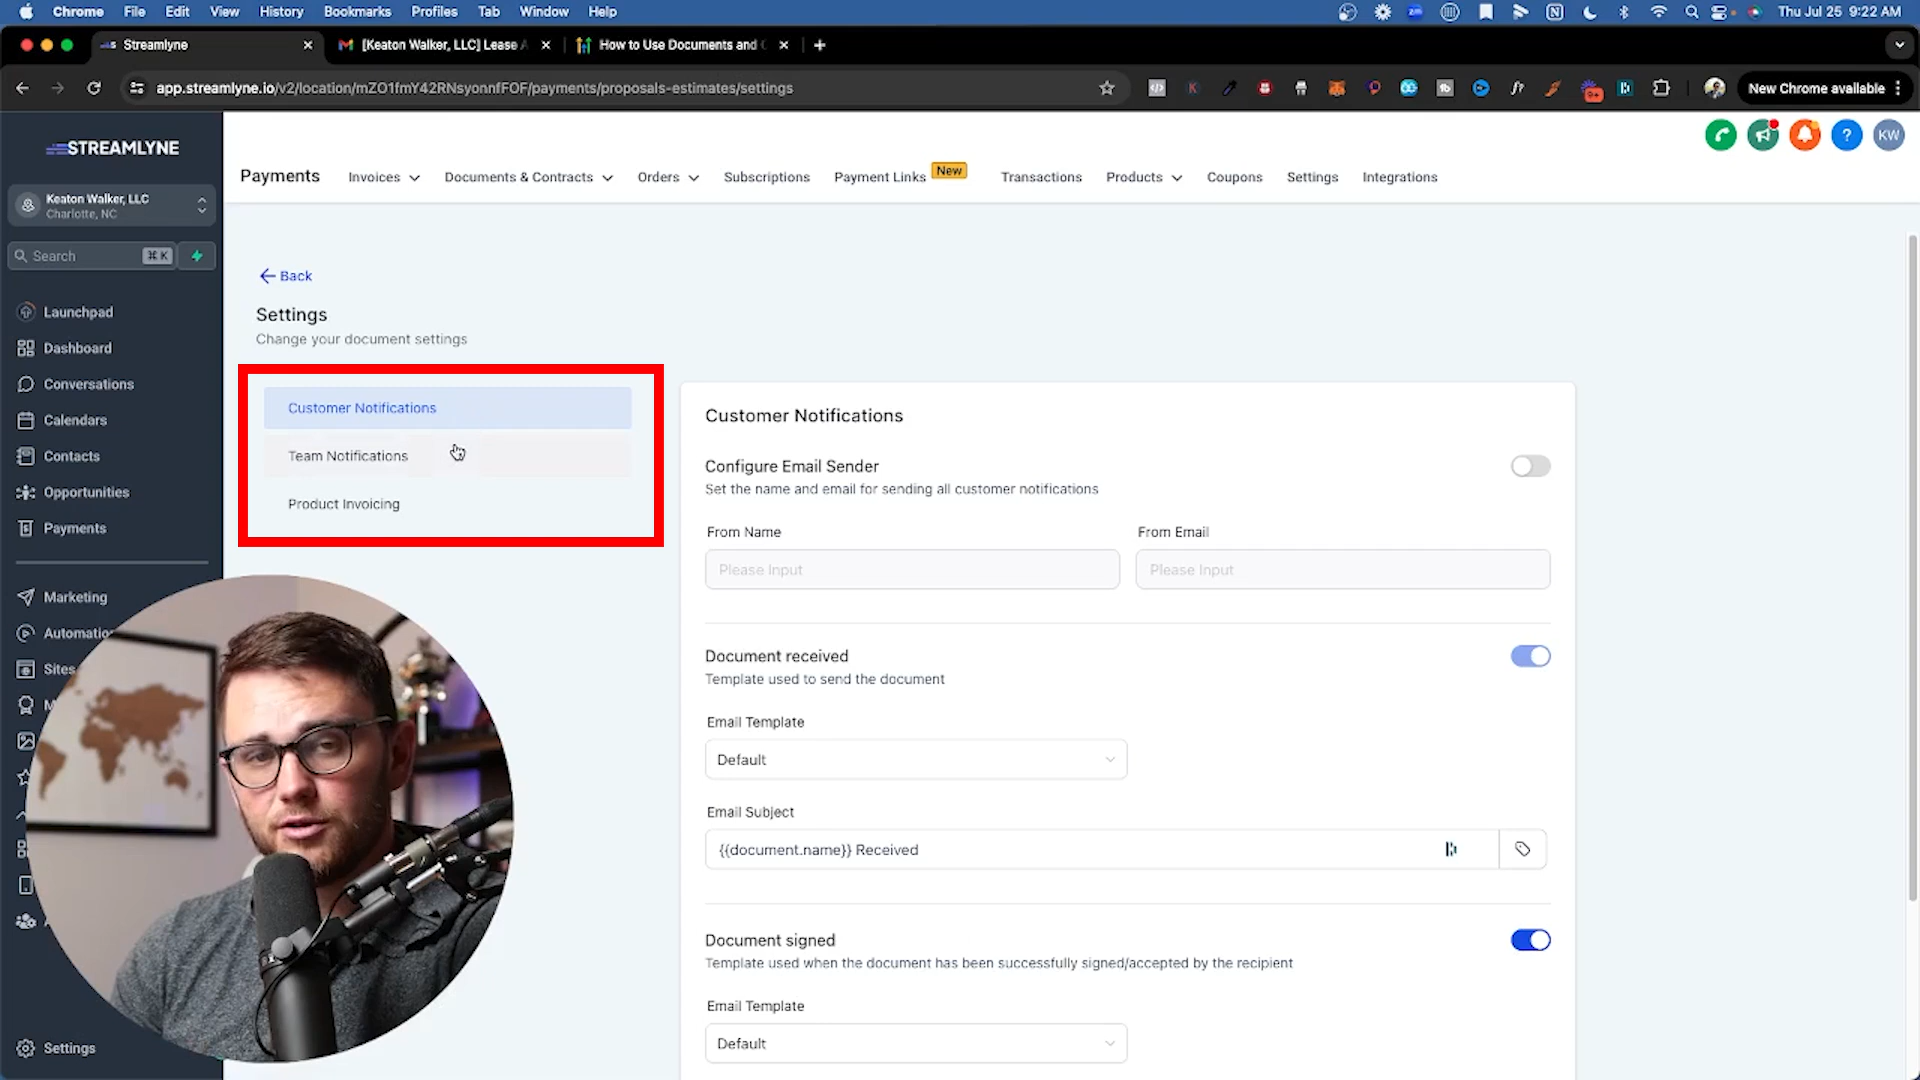 Chrome File Edit View History Bookmarks Profiles Tab Window Help
zm
Thu Jul 25 9:22 AM
Streamlyne
[Keaton Walker, LLC] Lease A
How to Use Documents and
app.streamlyne.io/v2/location/mZO1fmY42RNsyonnfFOF/payments/proposals-estimates/settings
New Chrome available
STREAMLYNE
Keaton Walker, LLC
Charlotte, NC
Search
⌘ K
Launchpad
Dashboard
Conversations
Calendars
Contacts
Opportunities
Payments
Marketing
Automatio
Sites
M
Settings
KW
Payments
Invoices
Documents & Contracts
Orders
Subscriptions
Payment Links
New
Transactions
Products
Coupons
Settings
Integrations
Back
Settings
Change your document settings
Customer Notifications
Team Notifications
Product Invoicing
Customer Notifications
Configure Email Sender
Set the name and email for sending all customer notifications
From Name
From Email
Please Input
Please Input
Document received
Template used to send the document
Email Template
Default
Email Subject
{{document.name}} Received
Document signed
Template used when the document has been successfully signed/accepted by the recipient
Email Template
Default